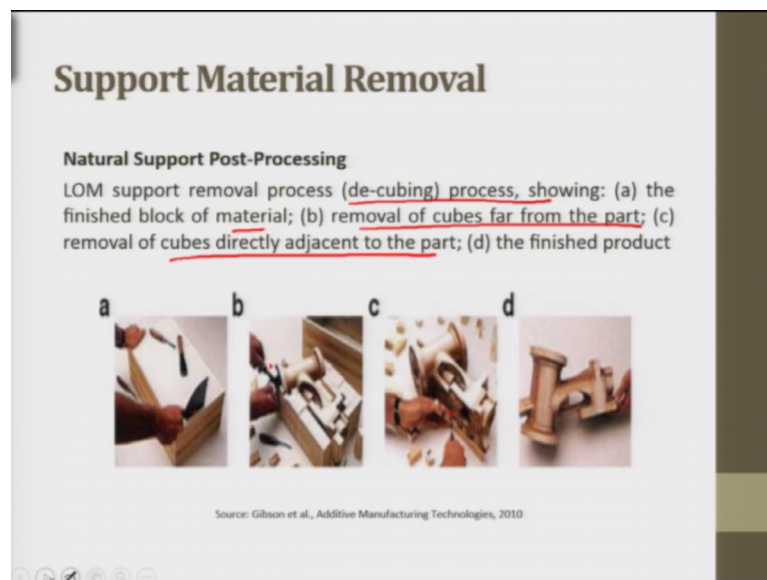 Support Material Removal
Natural Support Post-Processing
LOM support removal process (de-cubing) process, showing: (a) the
finished block of material; (b) removal of cubes far from the part; (c)
removal of cubes directly adjacent to the part; (d) the finished product
a b c d
Source: Gibson et al., Additive Manufacturing Technologies, 2010